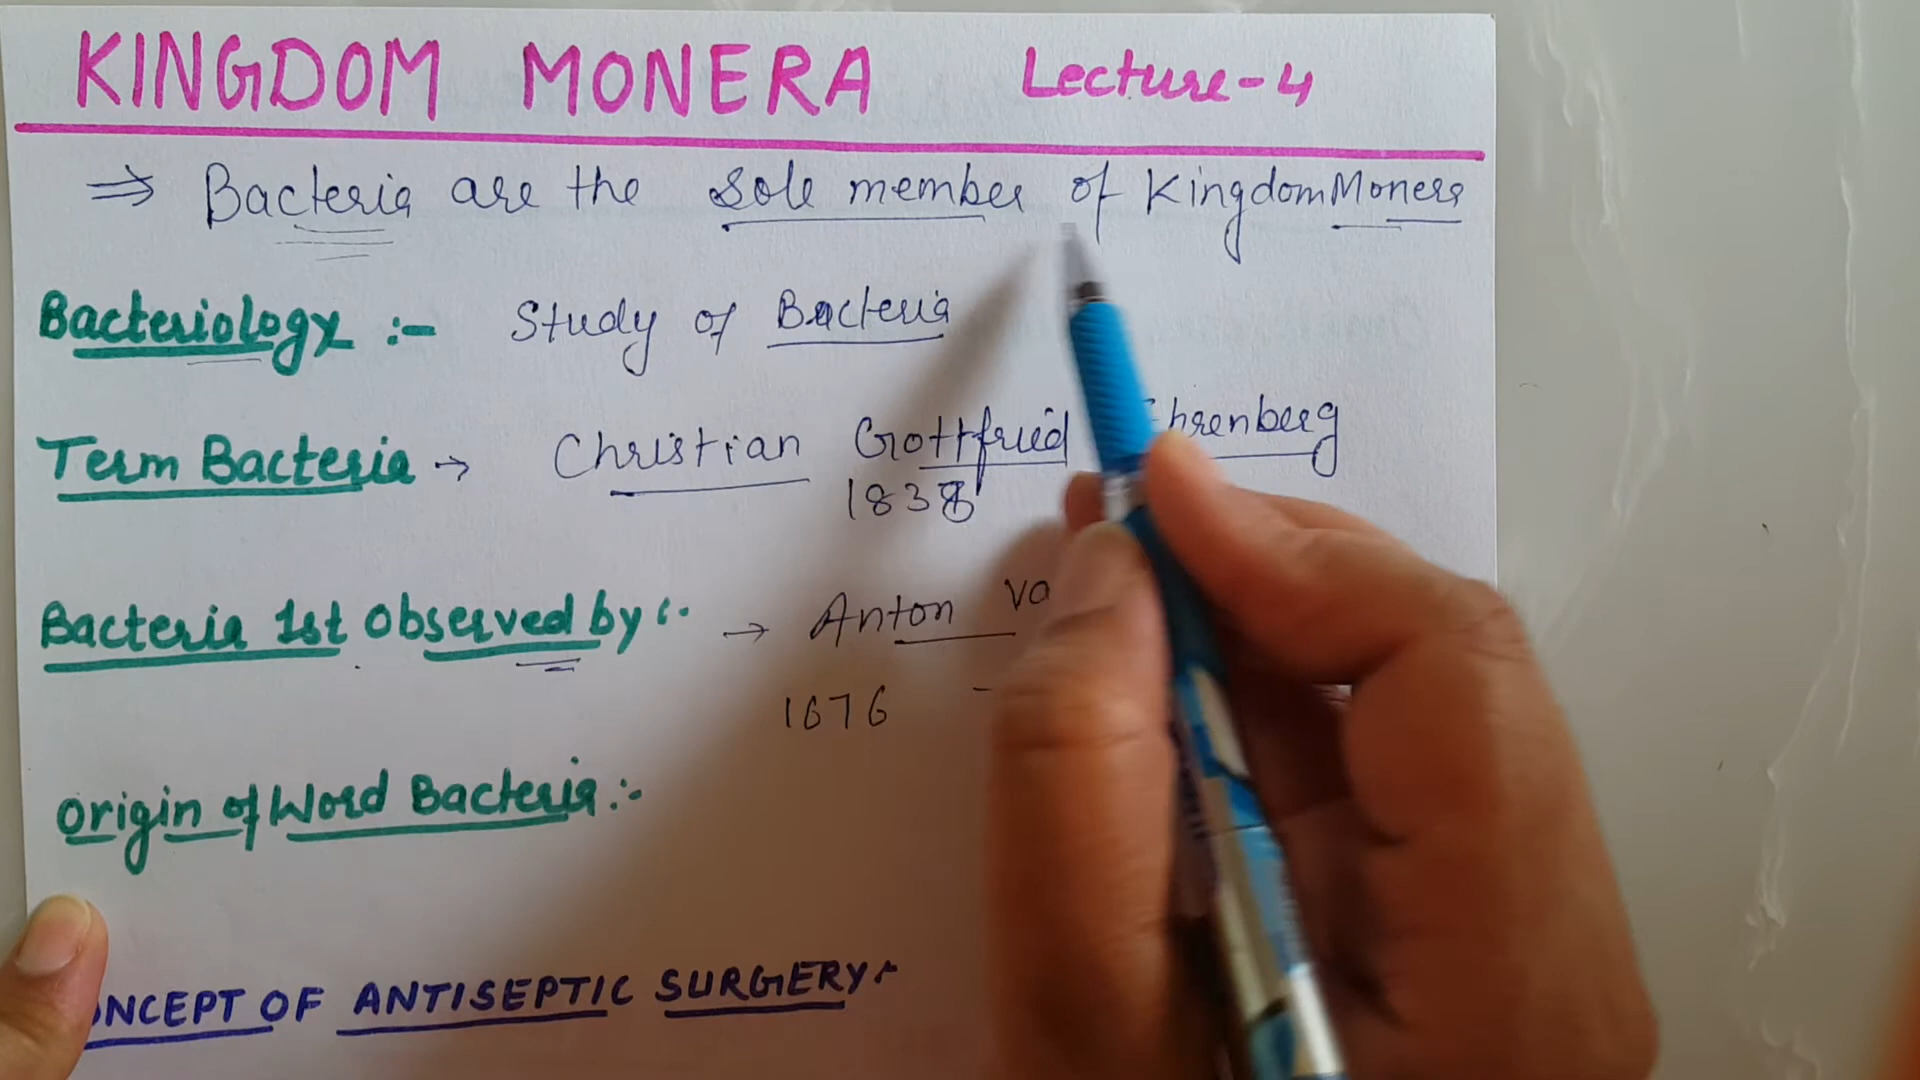 KINGDOM MONERA Lecture-4
⇒ Bacteria are the sole member of Kingdom Monera
Bacteriology :- Study of Bacteria
Term Bacteria → Christian Gottfried Ehrenberg
1838
Bacteria 1st Observed by :- → Anton va
1676 -
Origin of Word Bacteria :-
ONCEPT OF ANTISEPTIC SURGERY:-